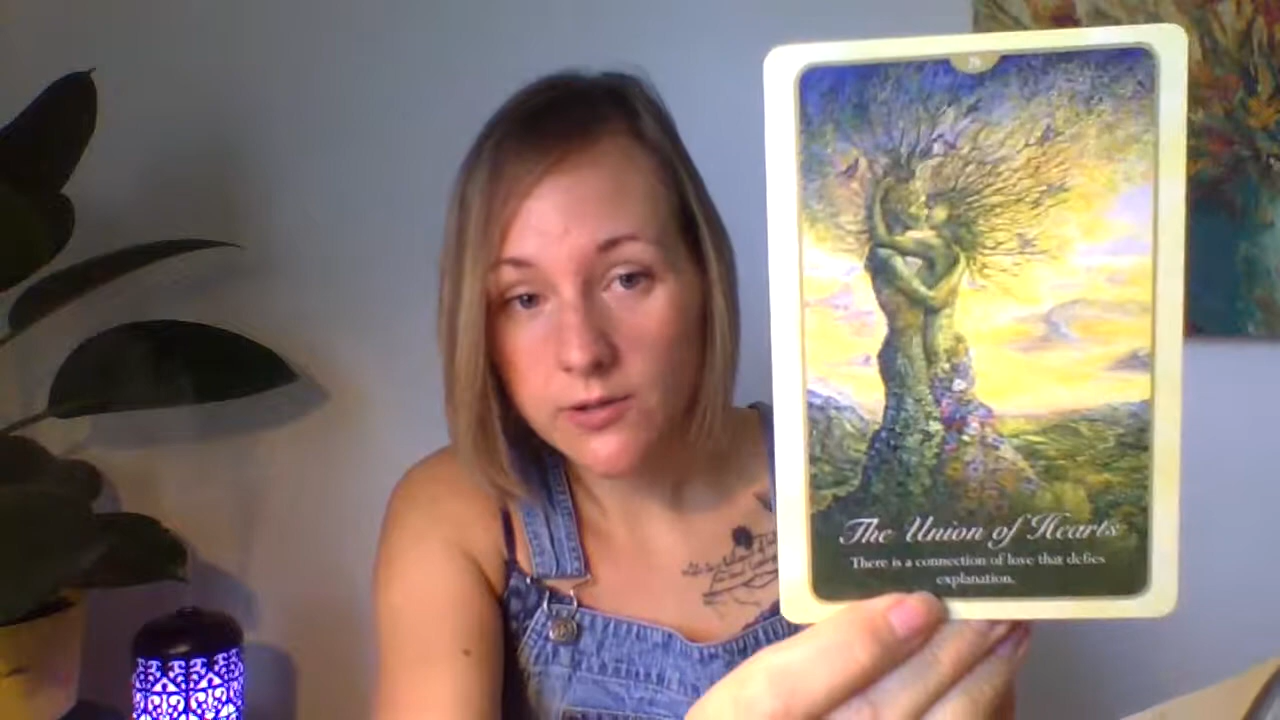 The Union of Hearts
There is a connection of love that defies
explanation.